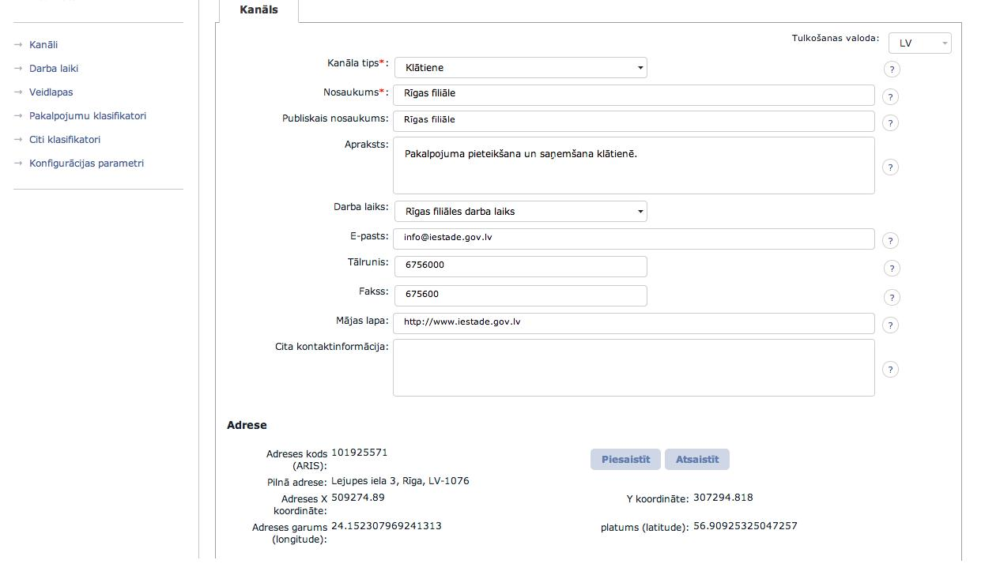 Kanāls
→ Kanāli
→ Darba laiki
→ Veidlapas
→ Pakalpojumu klasifikatori
→ Citi klasifikatori
→ Konfigurācijas parametri
Tulkošanas valoda: LV
Kanāla tips*: Klātiene ?
Nosaukums*: Rīgas filiāle ?
Publiskais nosaukums: Rīgas filiāle ?
Apraksts: Pakalpojuma pieteikšana un saņemšana klātienē. ?
Darba laiks: Rīgas filiāles darba laiks
E-pasts: info@iestade.gov.lv ?
Tālrunis: 6756000 ?
Fakss: 675600 ?
Mājas lapa: http://www.iestade.gov.lv ?
Cita kontaktinformācija: ?
Adrese
Adreses kods 101925571 Piesaistīt Atsaistīt
(ARIS):
Pilnā adrese: Lejupes iela 3, Rīga, LV-1076
Adreses X 509274.89 Y koordināte: 307294.818
koordināte:
Adreses garums 24.152307969241313 platums (latitude): 56.90925325047257
(longitude):